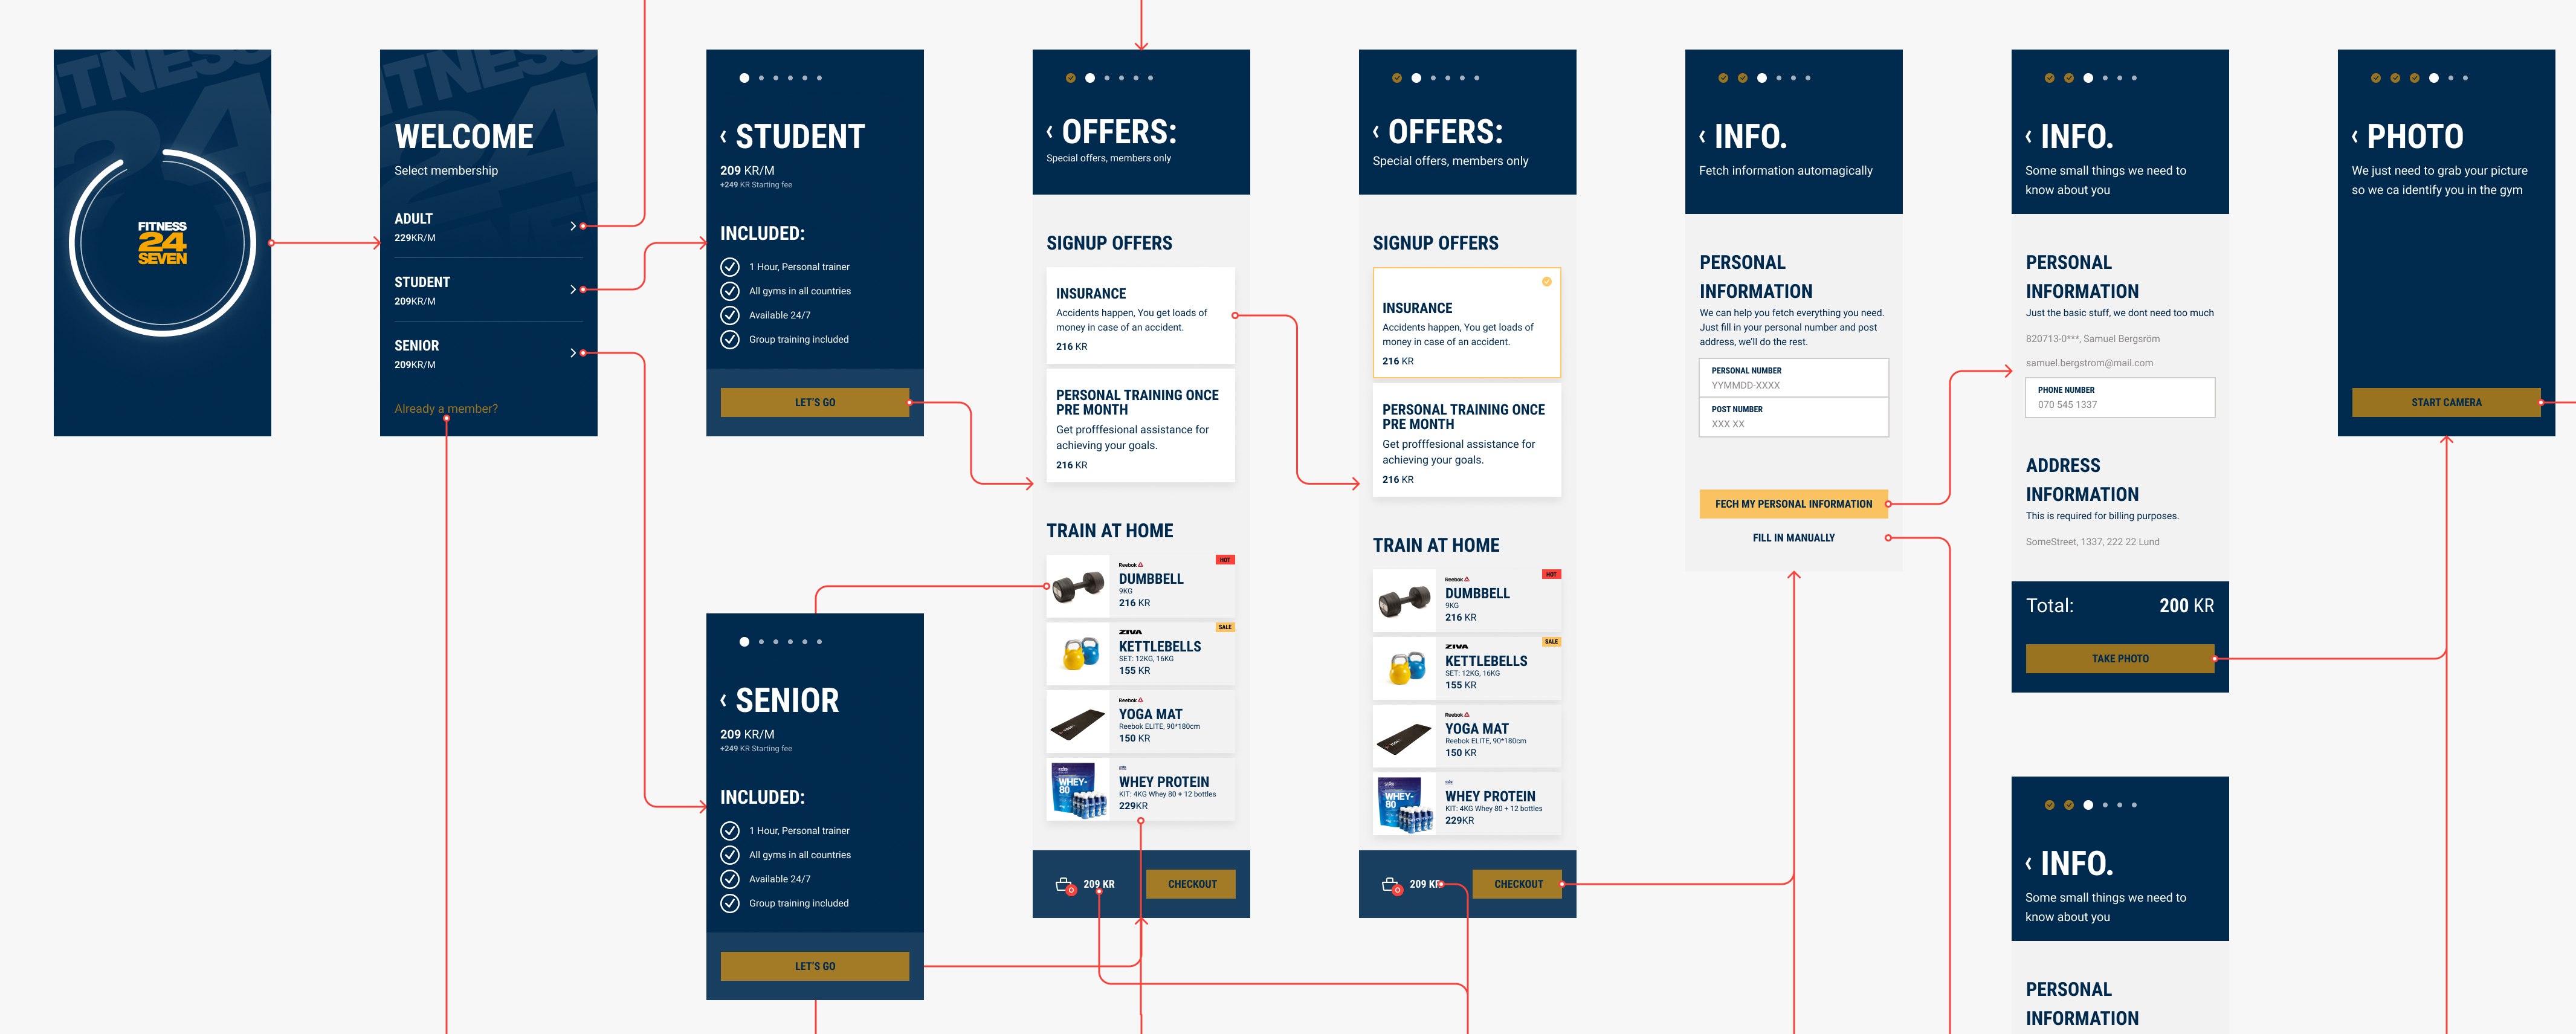 FITNESS
24
SEVEN
TNESS
24
WELCOME
Select membership
ADULT
229KR/M
STUDENT
209KR/M
SENIOR
209KR/M
Already a member?
STUDENT
209 KR/M
+249 KR Starting fee
INCLUDED:
1 Hour, Personal trainer
All gyms in all countries
Available 24/7
Group training included
LET'S GO
SENIOR
209 KR/M
+249 KR Starting fee
INCLUDED:
1 Hour, Personal trainer
All gyms in all countries
Available 24/7
Group training included
LET'S GO
OFFERS:
Special offers, members only
SIGNUP OFFERS
INSURANCE
Accidents happen, You get loads of
money in case of an accident.
216 KR
PERSONAL TRAINING ONCE
PRE MONTH
Get profffesional assistance for
achieving your goals.
216 KR
TRAIN AT HOME
Reebok
HOT
DUMBBELL
9KG
216 KR
ZIVA
SALE
KETTLEBELLS
SET: 12KG, 16KG
155 KR
Reebok
YOGA MAT
Reebok ELITE, 90*180cm
150 KR
WHEY-
80
WHEY PROTEIN
KIT: 4KG Whey 80 + 12 bottles
229KR
0
209 KR
CHECKOUT
OFFERS:
Special offers, members only
SIGNUP OFFERS
INSURANCE
Accidents happen, You get loads of
money in case of an accident.
216 KR
PERSONAL TRAINING ONCE
PRE MONTH
Get profffesional assistance for
achieving your goals.
216 KR
TRAIN AT HOME
Reebok
HOT
DUMBBELL
9KG
216 KR
ZIVA
SALE
KETTLEBELLS
SET: 12KG, 16KG
155 KR
Reebok
YOGA MAT
Reebok ELITE, 90*180cm
150 KR
WHEY-
80
WHEY PROTEIN
KIT: 4KG Whey 80 + 12 bottles
229KR
0
209 KR
CHECKOUT
INFO.
Fetch information automagically
PERSONAL
INFORMATION
We can help you fetch everything you need.
Just fill in your personal number and post
address, we'll do the rest.
PERSONAL NUMBER
YYMMDD-XXXX
POST NUMBER
XXX XX
FECH MY PERSONAL INFORMATION
FILL IN MANUALLY
INFO.
Some small things we need to
know about you
PERSONAL
INFORMATION
Just the basic stuff, we dont need too much
820713-0***, Samuel Bergsröm
samuel.bergstrom@mail.com
PHONE NUMBER
070 545 1337
ADDRESS
INFORMATION
This is required for billing purposes.
SomeStreet, 1337, 222 22 Lund
Total: 200 KR
TAKE PHOTO
INFO.
Some small things we need to
know about you
PERSONAL
INFORMATION
PHOTO
We just need to grab your picture
so we ca identify you in the gym
START CAMERA